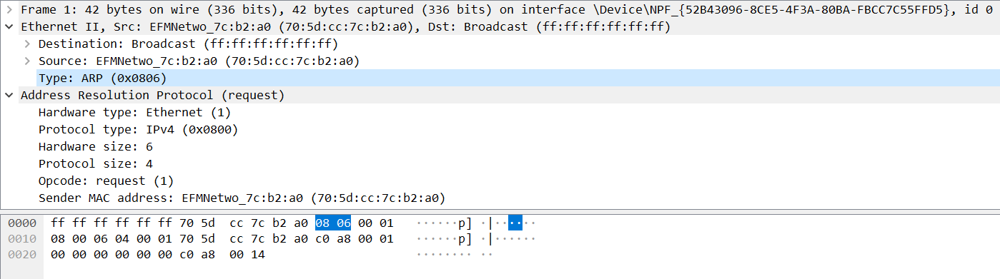 Frame 1: 42 bytes on wire (336 bits), 42 bytes captured (336 bits) on interface \Device\NPF_{52B43096-8CE5-4F3A-80BA-FBCC7C55FFD5}, id 0
Ethernet II, Src: EFMNetwo_7c:b2:a0 (70:5d:cc:7c:b2:a0), Dst: Broadcast (ff:ff:ff:ff:ff:ff)
Destination: Broadcast (ff:ff:ff:ff:ff:ff)
Source: EFMNetwo_7c:b2:a0 (70:5d:cc:7c:b2:a0)
Type: ARP (0x0806)
Address Resolution Protocol (request)
Hardware type: Ethernet (1)
Protocol type: IPv4 (0x0800)
Hardware size: 6
Protocol size: 4
Opcode: request (1)
Sender MAC address: EFMNetwo_7c:b2:a0 (70:5d:cc:7c:b2:a0)
0000 ff ff ff ff ff ff 70 5d cc 7c b2 a0 08 06 00 01 ······p] ·|······
0010 08 00 06 04 00 01 70 5d cc 7c b2 a0 c0 a8 00 01 ······p] ·|······
0020 00 00 00 00 00 00 c0 a8 00 14 ········ ··